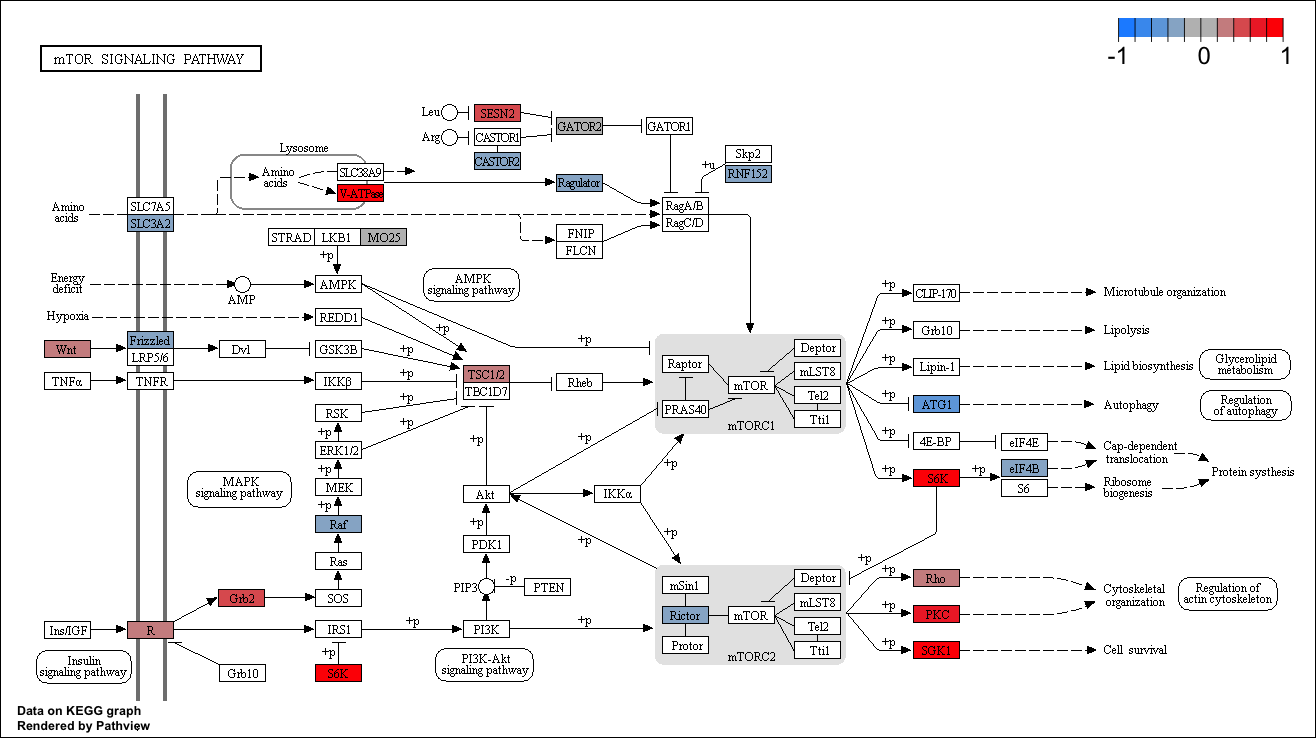 -1 0 1
mTOR SIGNALING PATHWAY
Leu
SESN2
GATOR2
GATOR1
Arg
CASTOR1
CASTOR2
Skp2
+u
RNF152
Lysosome
Amino
acids
SLC38A9
V-ATPase
Ragulator
Amino
acids
SLC7A5
SLC3A2
RagA/B
RagC/D
FNIP
FLCN
STRAD
LKB1
MO25
+p
Energy
deficit
AMP
AMPK
AMPK
signaling pathway
+p
Hypoxia
REDD1
Wnt
Frizzled
LRP5/6
Dvl
GSK3B
+p
TNFα
TNFR
IKKβ
+p
TSC1/2
TBC1D7
Rheb
RSK
+p
+p
ERK1/2
+p
+p
MEK
+p
MAPK
signaling pathway
Raf
Ras
Grb2
SOS
Ins/IGF
R
IRS1
+p
+p
S6K
Grb10
Insulin
signaling pathway
PI3K
PI3K-Akt
signaling pathway
PIP3
-p
PTEN
PDK1
+p
Akt
+p
+p
+p
IKKα
+p
+p
Raptor
PRAS40
mTOR
Deptor
mLST8
Tel2
Tti1
mTORC1
mSin1
Rictor
Protor
mTOR
Deptor
mLST8
Tel2
Tti1
mTORC2
+p
CLIP-170
Microtubule organization
+p
Grb10
Lipolysis
+p
Lipin-1
Lipid biosynthesis
Glycerolipid
metabolism
+p
ATG1
Autophagy
Regulation
of autophagy
+p
4E-BP
eIF4E
Cap-dependent
translocation
+p
S6K
+p
eIF4B
S6
Ribosome
biogenesis
Protein systhesis
+p
+p
Rho
+p
PKC
Cytoskeletal
organization
Regulation of
actin cytoskeleton
+p
SGK1
Cell survival
Data on KEGG graph
Rendered by Pathview